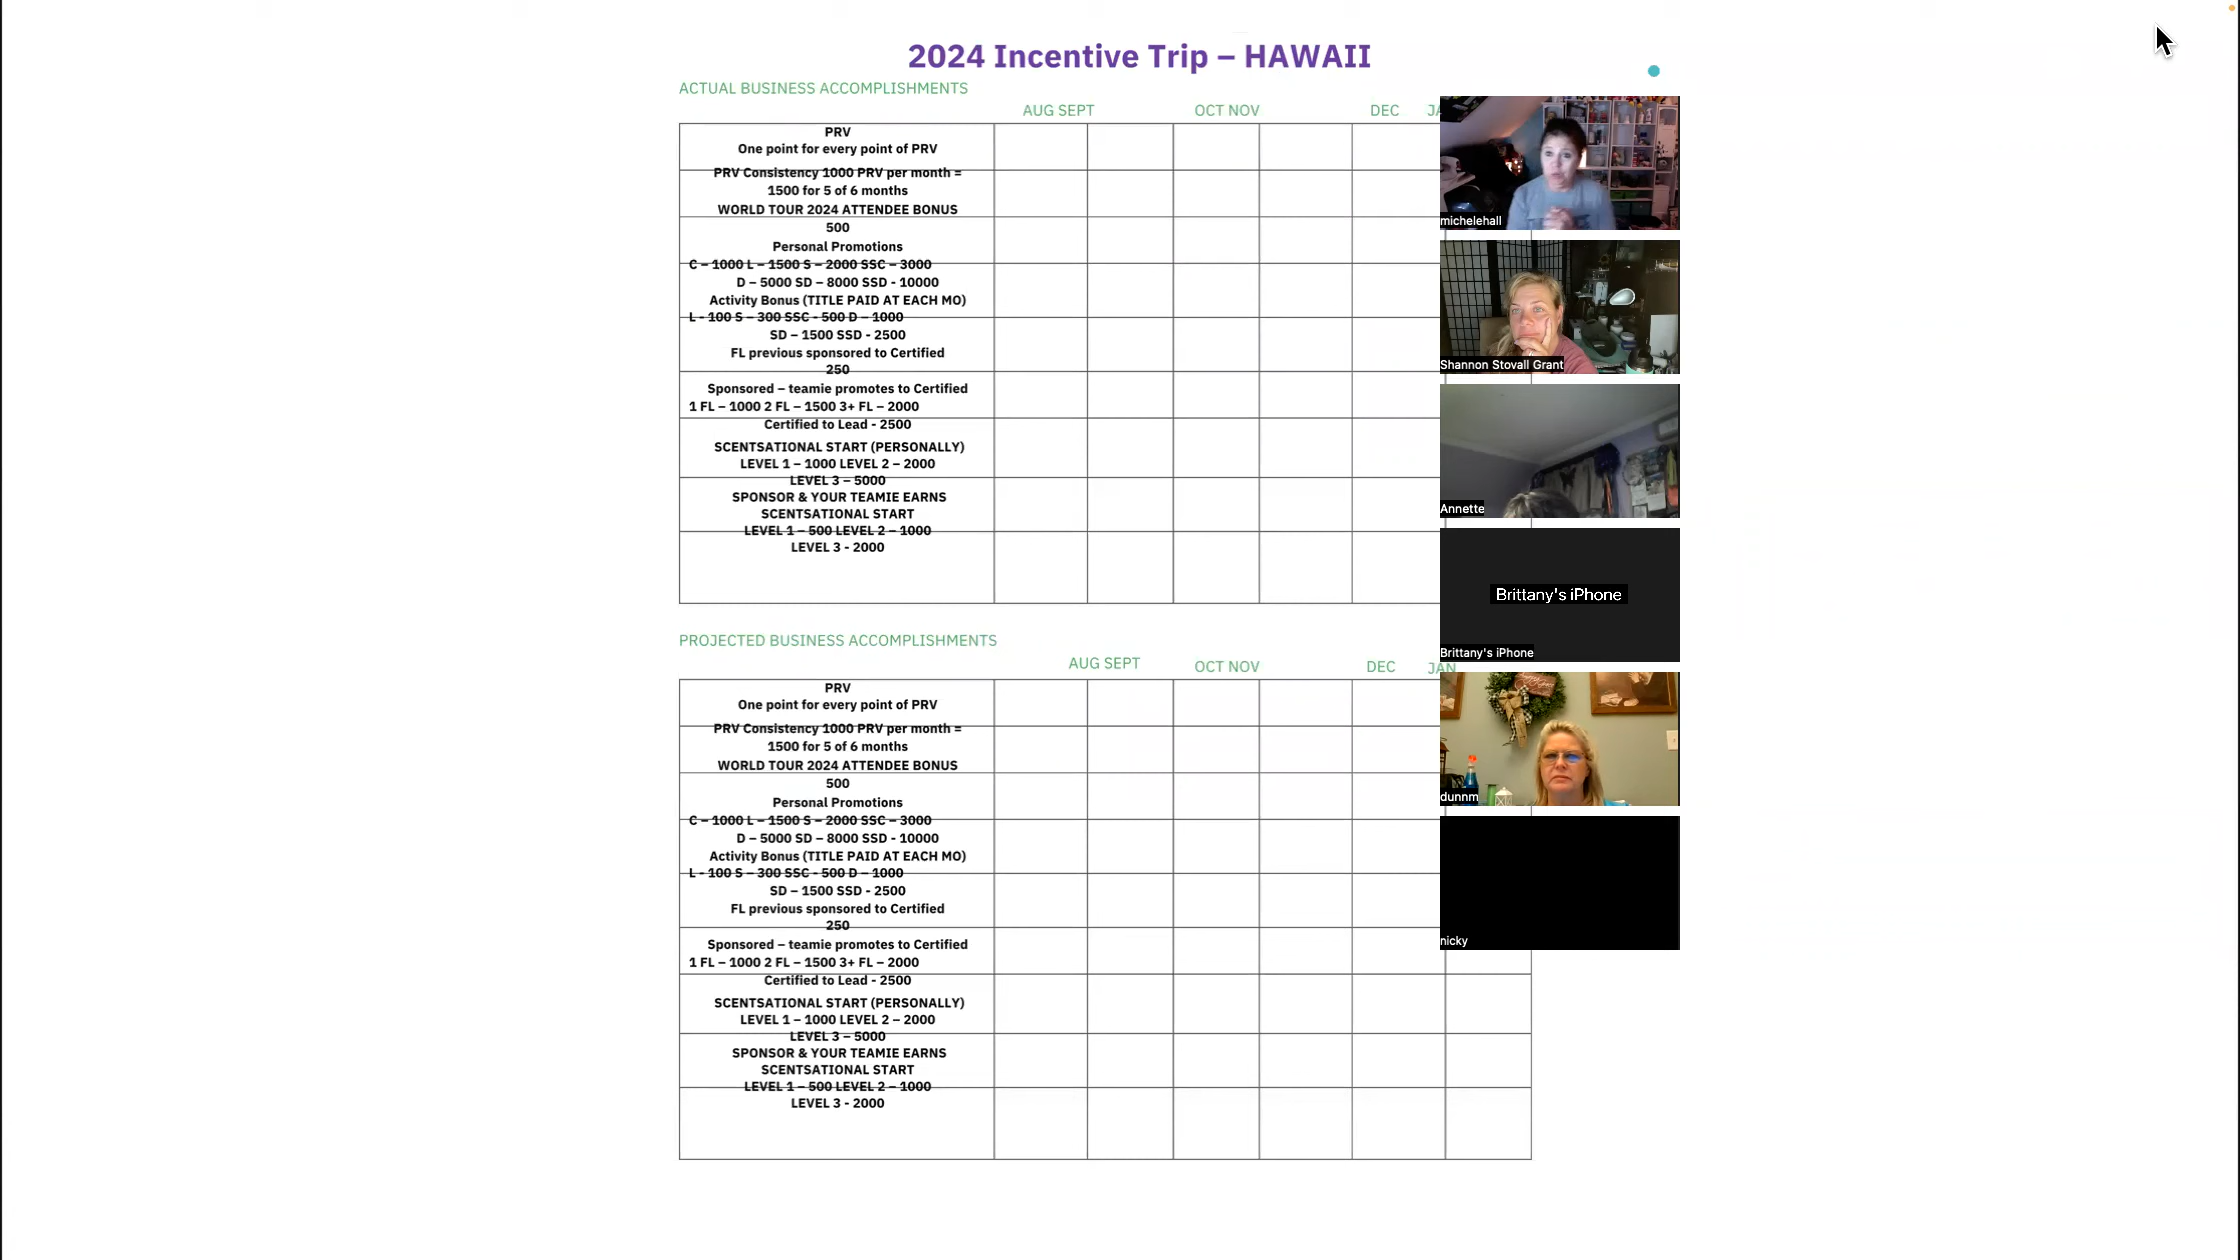 2024 Incentive Trip – HAWAII
ACTUAL BUSINESS ACCOMPLISHMENTS
AUG SEPT OCT NOV DEC
PRV
One point for every point of PRV
PRV Consistency 1000 PRV per month =
1500 for 5 of 6 months
WORLD TOUR 2024 ATTENDEE BONUS
500
Personal Promotions
C – 1000 L – 1500 S – 2000 SSC – 3000
D – 5000 SD – 8000 SSD - 10000
Activity Bonus (TITLE PAID AT EACH MO)
L - 100 S – 300 SSC - 500 D – 1000
SD – 1500 SSD - 2500
FL previous sponsored to Certified
250
Sponsored – teamie promotes to Certified
1 FL – 1000 2 FL – 1500 3+ FL – 2000
Certified to Lead - 2500
SCENTSATIONAL START (PERSONALLY)
LEVEL 1 – 1000 LEVEL 2 – 2000
LEVEL 3 – 5000
SPONSOR & YOUR TEAMIE EARNS
SCENTSATIONAL START
LEVEL 1 – 500 LEVEL 2 – 1000
LEVEL 3 - 2000
PROJECTED BUSINESS ACCOMPLISHMENTS
AUG SEPT OCT NOV DEC JAN
PRV
One point for every point of PRV
PRV Consistency 1000 PRV per month =
1500 for 5 of 6 months
WORLD TOUR 2024 ATTENDEE BONUS
500
Personal Promotions
C – 1000 L – 1500 S – 2000 SSC – 3000
D – 5000 SD – 8000 SSD - 10000
Activity Bonus (TITLE PAID AT EACH MO)
L - 100 S – 300 SSC - 500 D – 1000
SD – 1500 SSD - 2500
FL previous sponsored to Certified
250
Sponsored – teamie promotes to Certified
1 FL – 1000 2 FL – 1500 3+ FL – 2000
Certified to Lead - 2500
SCENTSATIONAL START (PERSONALLY)
LEVEL 1 – 1000 LEVEL 2 – 2000
LEVEL 3 – 5000
SPONSOR & YOUR TEAMIE EARNS
SCENTSATIONAL START
LEVEL 1 – 500 LEVEL 2 – 1000
LEVEL 3 - 2000
michelehall
Shannon Stovall Grant
Annette
Brittany's iPhone
Brittany's iPhone
dunnm
nicky